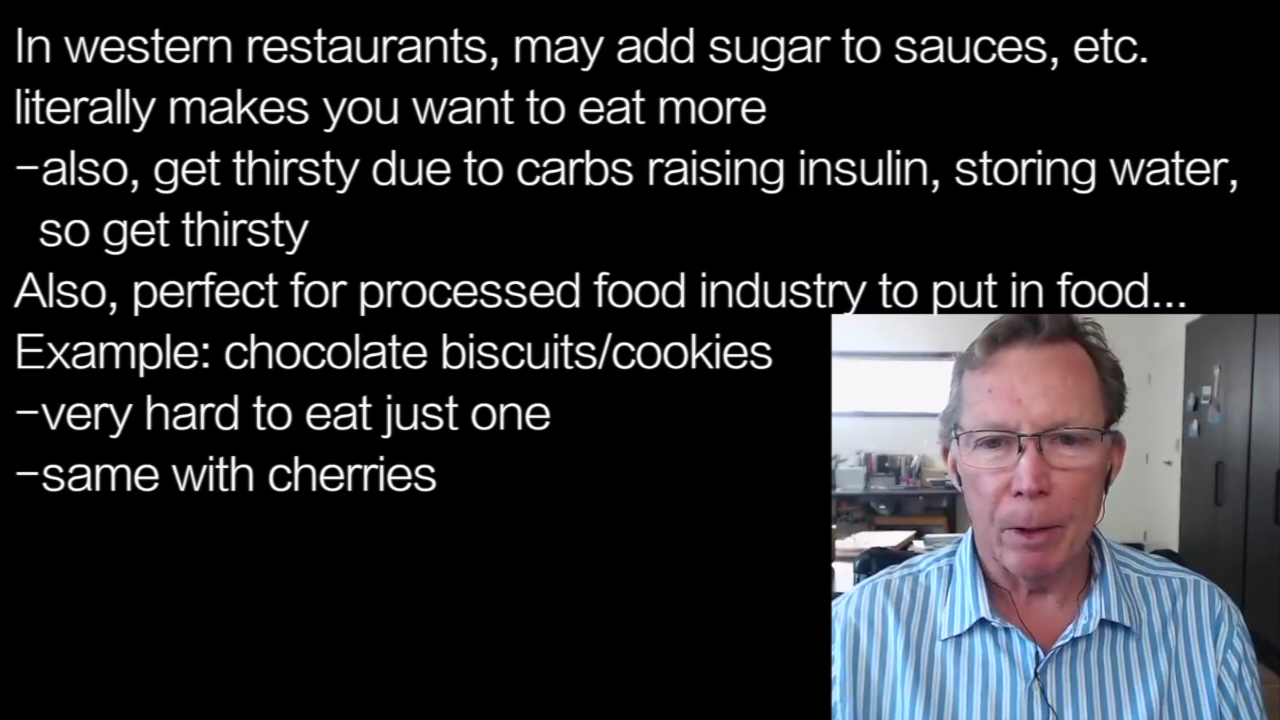 In western restaurants, may add sugar to sauces, etc.
literally makes you want to eat more
-also, get thirsty due to carbs raising insulin, storing water,
so get thirsty
Also, perfect for processed food industry to put in food...
Example: chocolate biscuits/cookies
-very hard to eat just one
-same with cherries